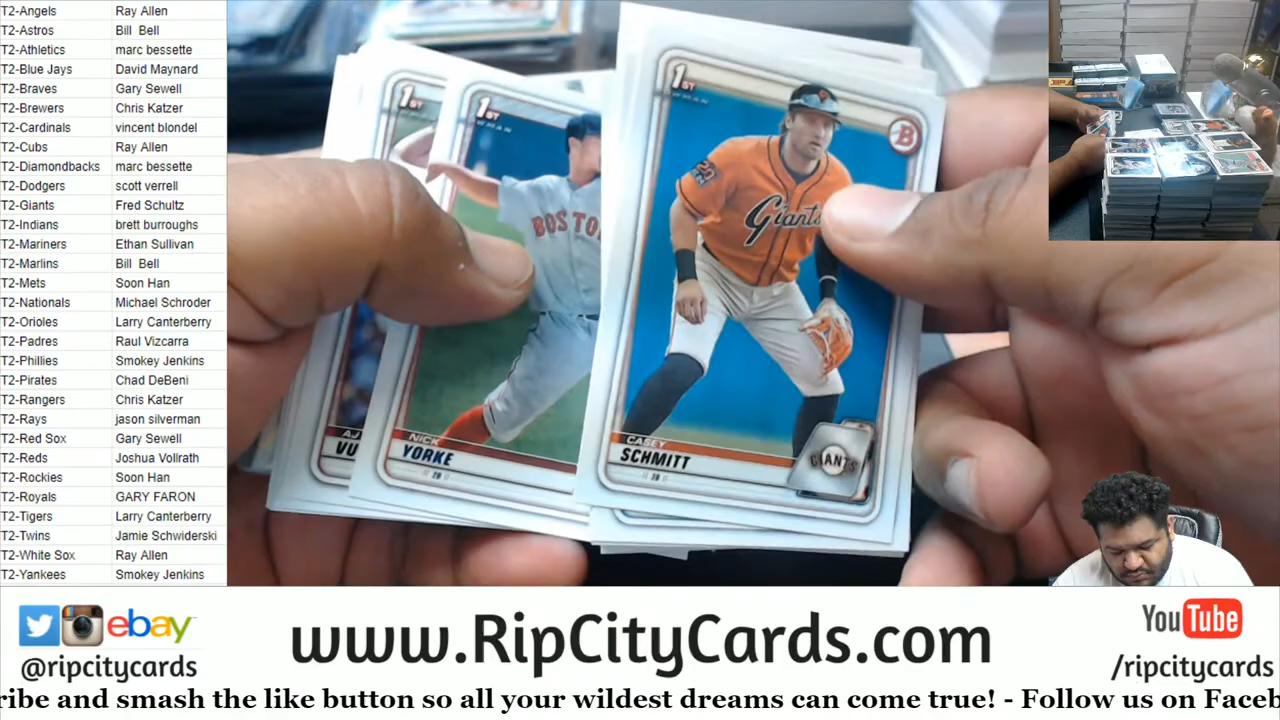 T2-Angels Ray Allen
T2-Astros Bill Bell
T2-Athletics marc bessette
T2-Blue Jays David Maynard
T2-Braves Gary Sewell
T2-Brewers Chris Katzer
T2-Cardinals vincent blondel
T2-Cubs Ray Allen
T2-Diamondbacks marc bessette
T2-Dodgers scott verrell
T2-Giants Fred Schultz
T2-Indians brett burroughs
T2-Mariners Ethan Sullivan
T2-Marlins Bill Bell
T2-Mets Soon Han
T2-Nationals Michael Schroder
T2-Orioles Larry Canterberry
T2-Padres Raul Vizcarra
T2-Phillies Smokey Jenkins
T2-Pirates Chad DeBeni
T2-Rangers Chris Katzer
T2-Rays jason silverman
T2-Red Sox Gary Sewell
T2-Reds Joshua Vollrath
T2-Rockies Soon Han
T2-Royals GARY FARON
T2-Tigers Larry Canterberry
T2-Twins Jamie Schwiderski
T2-White Sox Ray Allen
T2-Yankees Smokey Jenkins
1ST
AJ
VU
1ST
WMAN
BOSTO
NICK
YORKE
1ST
WMAN
B
20
Giants
CASEY
SCHMITT
GIANTS
ebay
@ripcitycards
www.RipCityCards.com
YouTube
/ripcitycards
ribe and smash the like button so all your wildest dreams can come true! - Follow us on Faceb